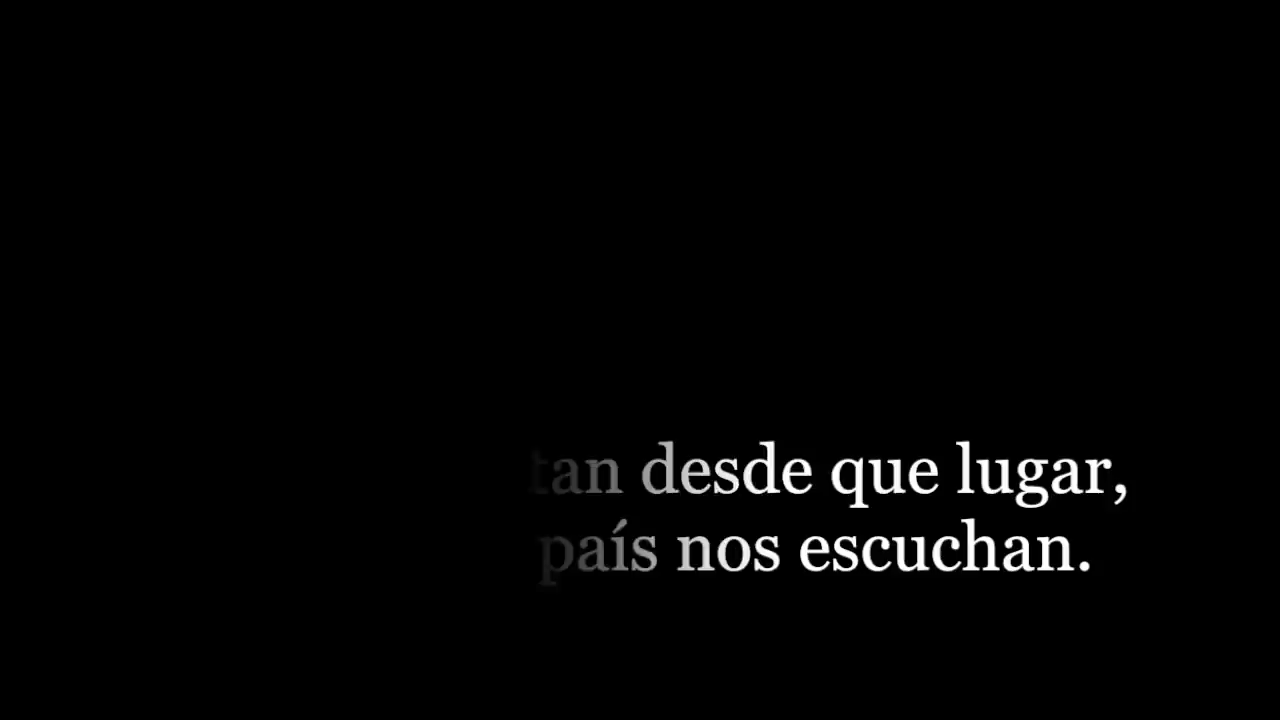 tan desde que lugar,
país nos escuchan.